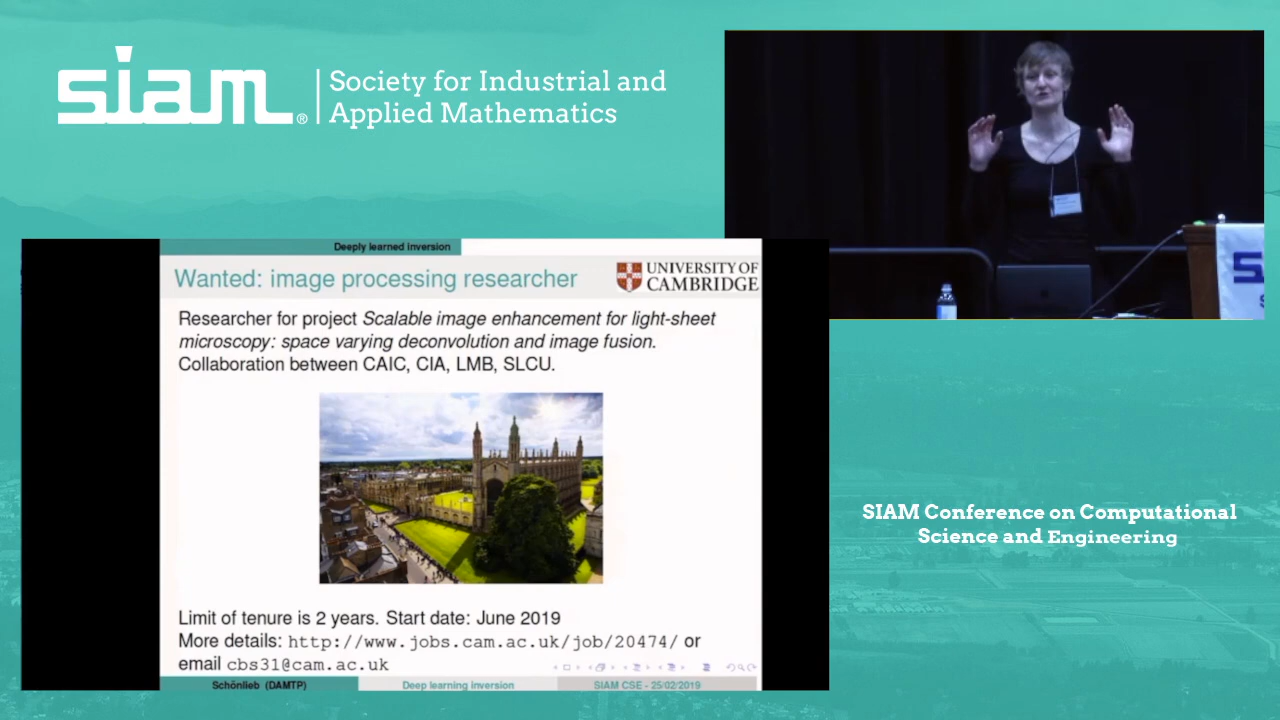 siam® Society for Industrial and
Applied Mathematics
Deeply learned inversion
Wanted: image processing researcher
UNIVERSITY OF
CAMBRIDGE
Researcher for project Scalable image enhancement for light-sheet
microscopy: space varying deconvolution and image fusion.
Collaboration between CAIC, CIA, LMB, SLCU.
Limit of tenure is 2 years. Start date: June 2019
More details: http://www.jobs.cam.ac.uk/job/20474/ or
email cbs31@cam.ac.uk
Schönlieb (DAMTP)
Deep learning inversion
SIAM CSE - 25/02/2019
SIAM Conference on Computational
Science and Engineering